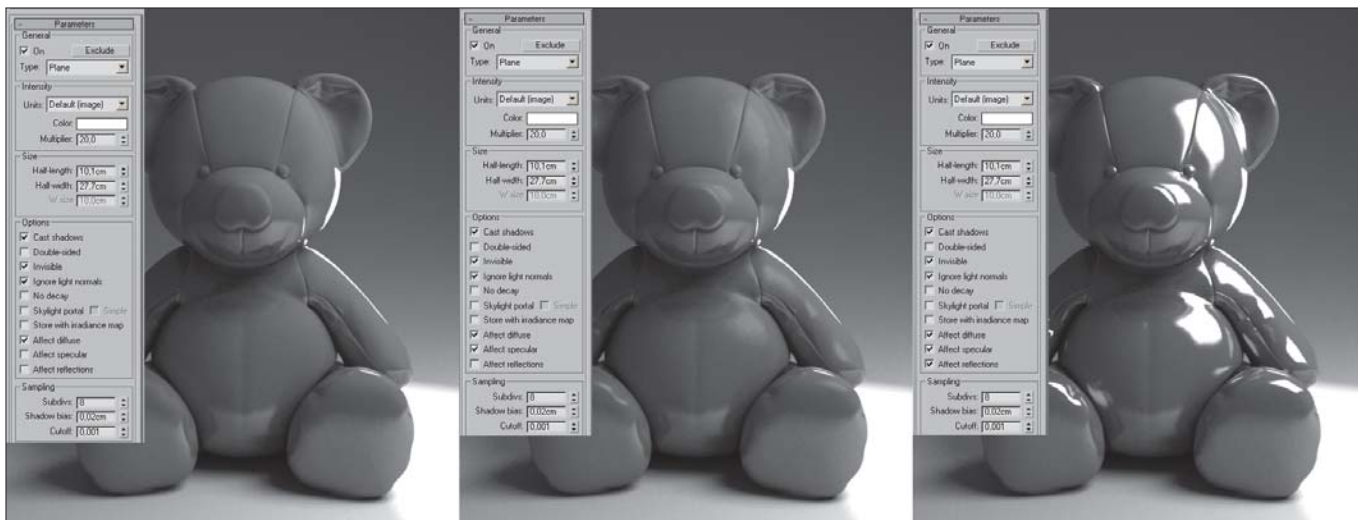 - Parameters
General
On Exclude
Type: Plane
Intensity
Units: Default (image)
Color:
Multiplier: 20,0
Size
Half-length: 10,1cm
Half-width: 27,7cm
W size 10,0cm
Options
Cast shadows
Double-sided
Invisible
Ignore light normals
No decay
Skylight portal Simple
Store with irradiance map
Affect diffuse
Affect specular
Affect reflections
Sampling
Subdivs: 8
Shadow bias: 0,02cm
Cutoff: 0,001
- Parameters
General
On Exclude
Type: Plane
Intensity
Units: Default (image)
Color:
Multiplier: 20,0
Size
Half-length: 10,1cm
Half-width: 27,7cm
W size 10,0cm
Options
Cast shadows
Double-sided
Invisible
Ignore light normals
No decay
Skylight portal Simple
Store with irradiance map
Affect diffuse
Affect specular
Affect reflections
Sampling
Subdivs: 8
Shadow bias: 0,02cm
Cutoff: 0,001
- Parameters
General
On Exclude
Type: Plane
Intensity
Units: Default (image)
Color:
Multiplier: 20,0
Size
Half-length: 10,1cm
Half-width: 27,7cm
W size 10,0cm
Options
Cast shadows
Double-sided
Invisible
Ignore light normals
No decay
Skylight portal Simple
Store with irradiance map
Affect diffuse
Affect specular
Affect reflections
Sampling
Subdivs: 8
Shadow bias: 0,02cm
Cutoff: 0,001